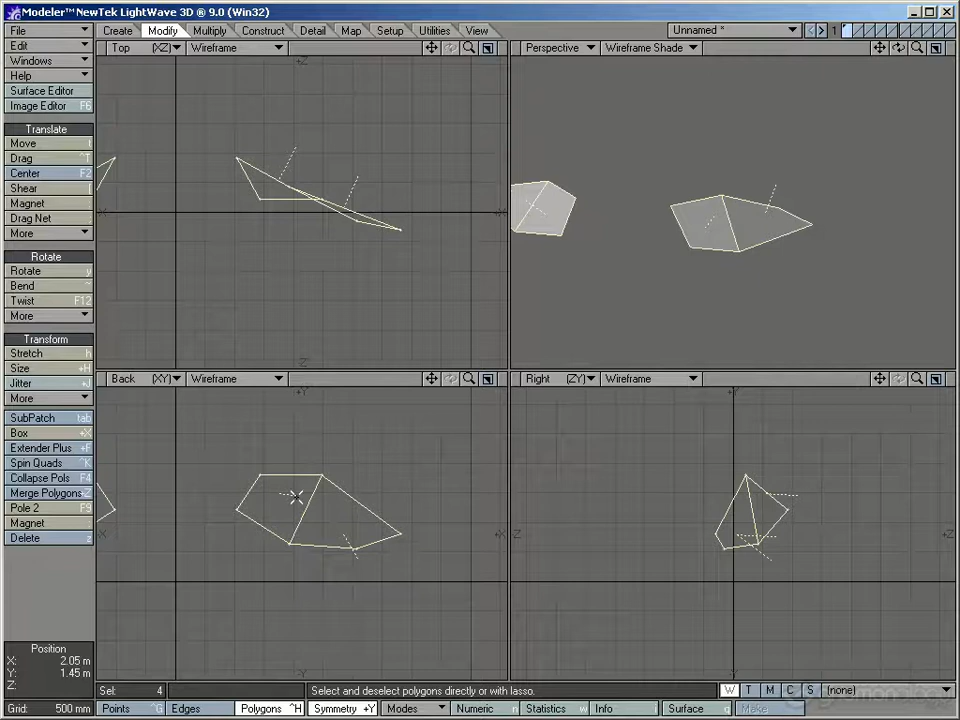 Modeler™ NewTek LightWave 3D ® 9.0 (Win32)
File Create Modify Multiply Construct Detail Map Setup Utilities View Unnamed * 1
Edit Top (XZ) Wireframe Perspective Wireframe Shade
Windows
Help
Surface Editor
Image Editor F6
Translate
Move t
Drag ^T
Center F2
Shear [
Magnet
Drag Net
More
Rotate
Rotate y
Bend ~
Twist F12
More
Transform
Stretch h
Size +H
Jitter +J
More
Back (XY) Wireframe Right (ZY) Wireframe
SubPatch tab
Box +X
Extender Plus +F
Spin Quads ^K
Collapse Pols F4
Merge Polygons Z
Pole 2 F9
Magnet
Delete z
Position
X: 2.05 m
Y: 1.45 m
Z:
Sel: 4 Select and deselect polygons directly or with lasso. W T M C S (none)
Grid: 500 mm Points ^G Edges Polygons ^H Symmetry +Y Modes Numeric n Statistics w Info i Surface q Make